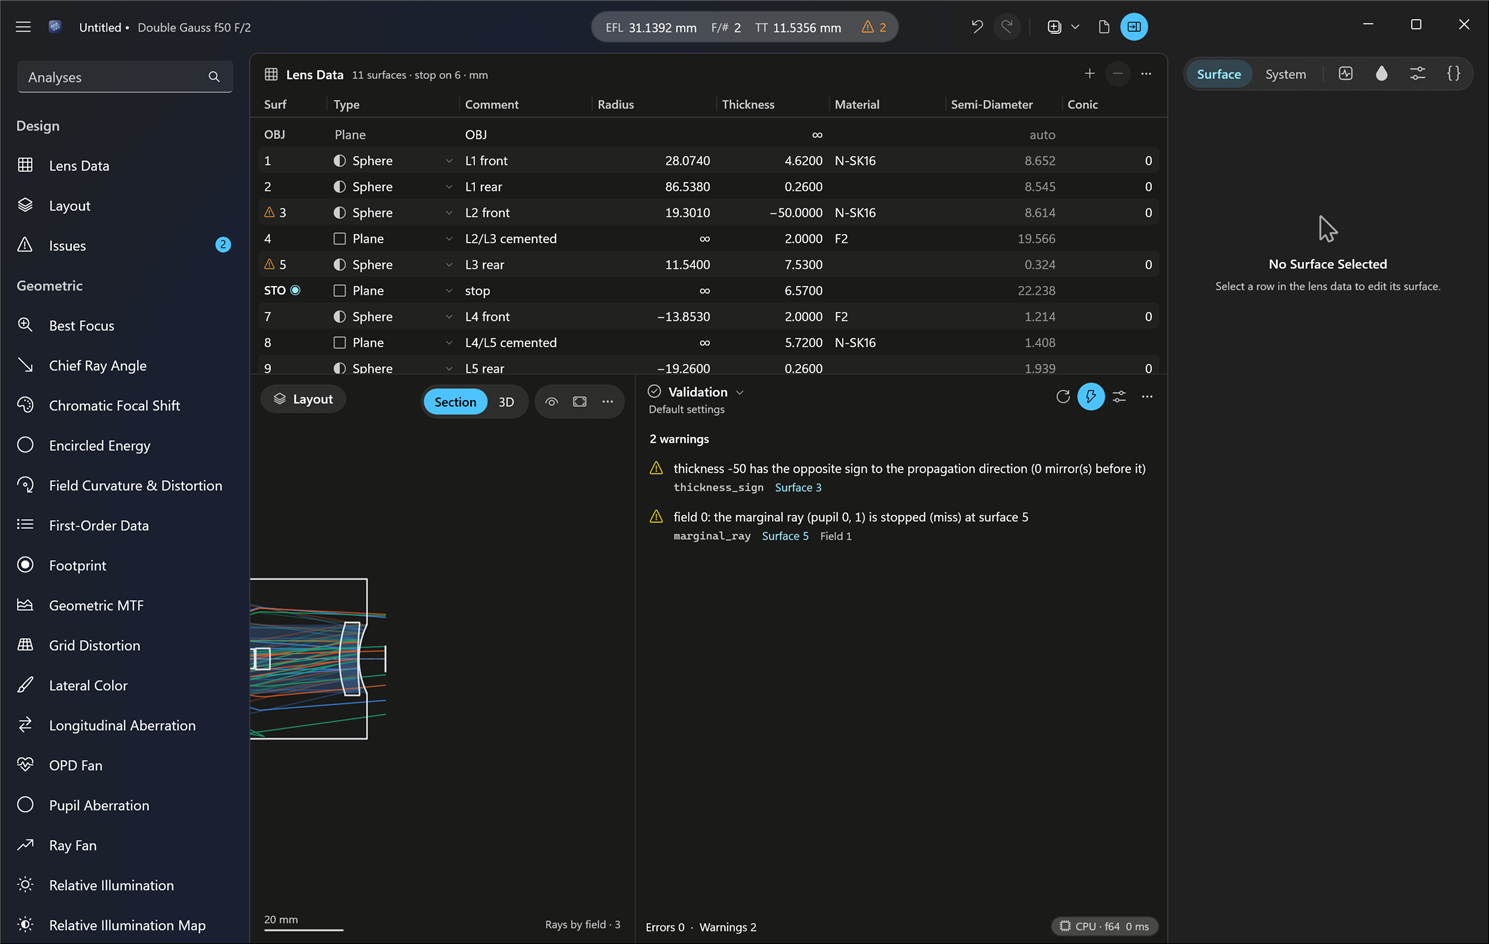 Untitled • Double Gauss f50 F/2
EFL 31.1392 mm F/# 2 TT 11.5356 mm 2
Analyses
Design
Lens Data
Layout
Issues 2
Geometric
Best Focus
Chief Ray Angle
Chromatic Focal Shift
Encircled Energy
Field Curvature & Distortion
First-Order Data
Footprint
Geometric MTF
Grid Distortion
Lateral Color
Longitudinal Aberration
OPD Fan
Pupil Aberration
Ray Fan
Relative Illumination
Relative Illumination Map
Lens Data 11 surfaces · stop on 6 · mm
Surf Type Comment Radius Thickness Material Semi-Diameter Conic
OBJ Plane OBJ ∞ auto
1 Sphere L1 front 28.0740 4.6200 N-SK16 8.652 0
2 Sphere L1 rear 86.5380 0.2600 8.545 0
3 Sphere L2 front 19.3010 −50.0000 N-SK16 8.614 0
4 Plane L2/L3 cemented ∞ 2.0000 F2 19.566
5 Sphere L3 rear 11.5400 7.5300 0.324 0
STO Plane stop ∞ 6.5700 22.238
7 Sphere L4 front −13.8530 2.0000 F2 1.214 0
8 Plane L4/L5 cemented ∞ 5.7200 N-SK16 1.408
9 Sphere L5 rear −19.2600 0.2600 1.939 0
Layout
Section 3D
20 mm
Rays by field · 3
Validation
Default settings
2 warnings
thickness -50 has the opposite sign to the propagation direction (0 mirror(s) before it)
thickness_sign Surface 3
field 0: the marginal ray (pupil 0, 1) is stopped (miss) at surface 5
marginal_ray Surface 5 Field 1
Errors 0 · Warnings 2
CPU · f64 0 ms
Surface System {}
No Surface Selected
Select a row in the lens data to edit its surface.